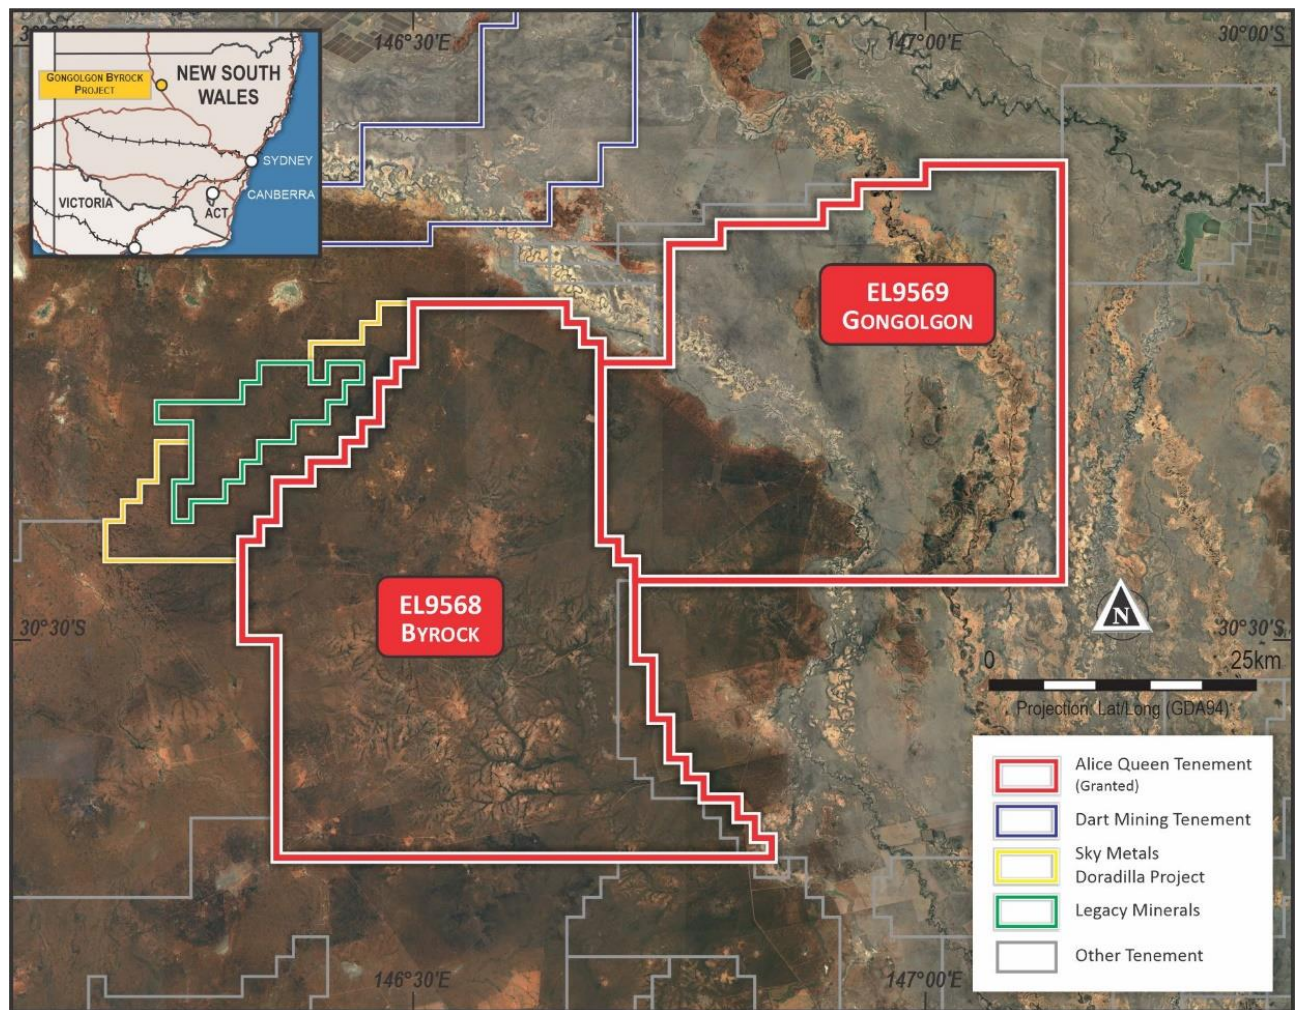 146°30'E
147°00'E
30°00'S
GONGOLGON BYROCK
PROJECT
NEW SOUTH
WALES
SYDNEY
CANBERRA
VICTORIA
ACT
EL9569
GONGOLGON
EL9568
BYROCK
N
30°30'S
30°30'S
0
25km
Projection: Lat/Long (GDA94)
Alice Queen Tenement
(Granted)
Dart Mining Tenement
Sky Metals
Doradilla Project
Legacy Minerals
Other Tenement
146°30'E
147°00'E